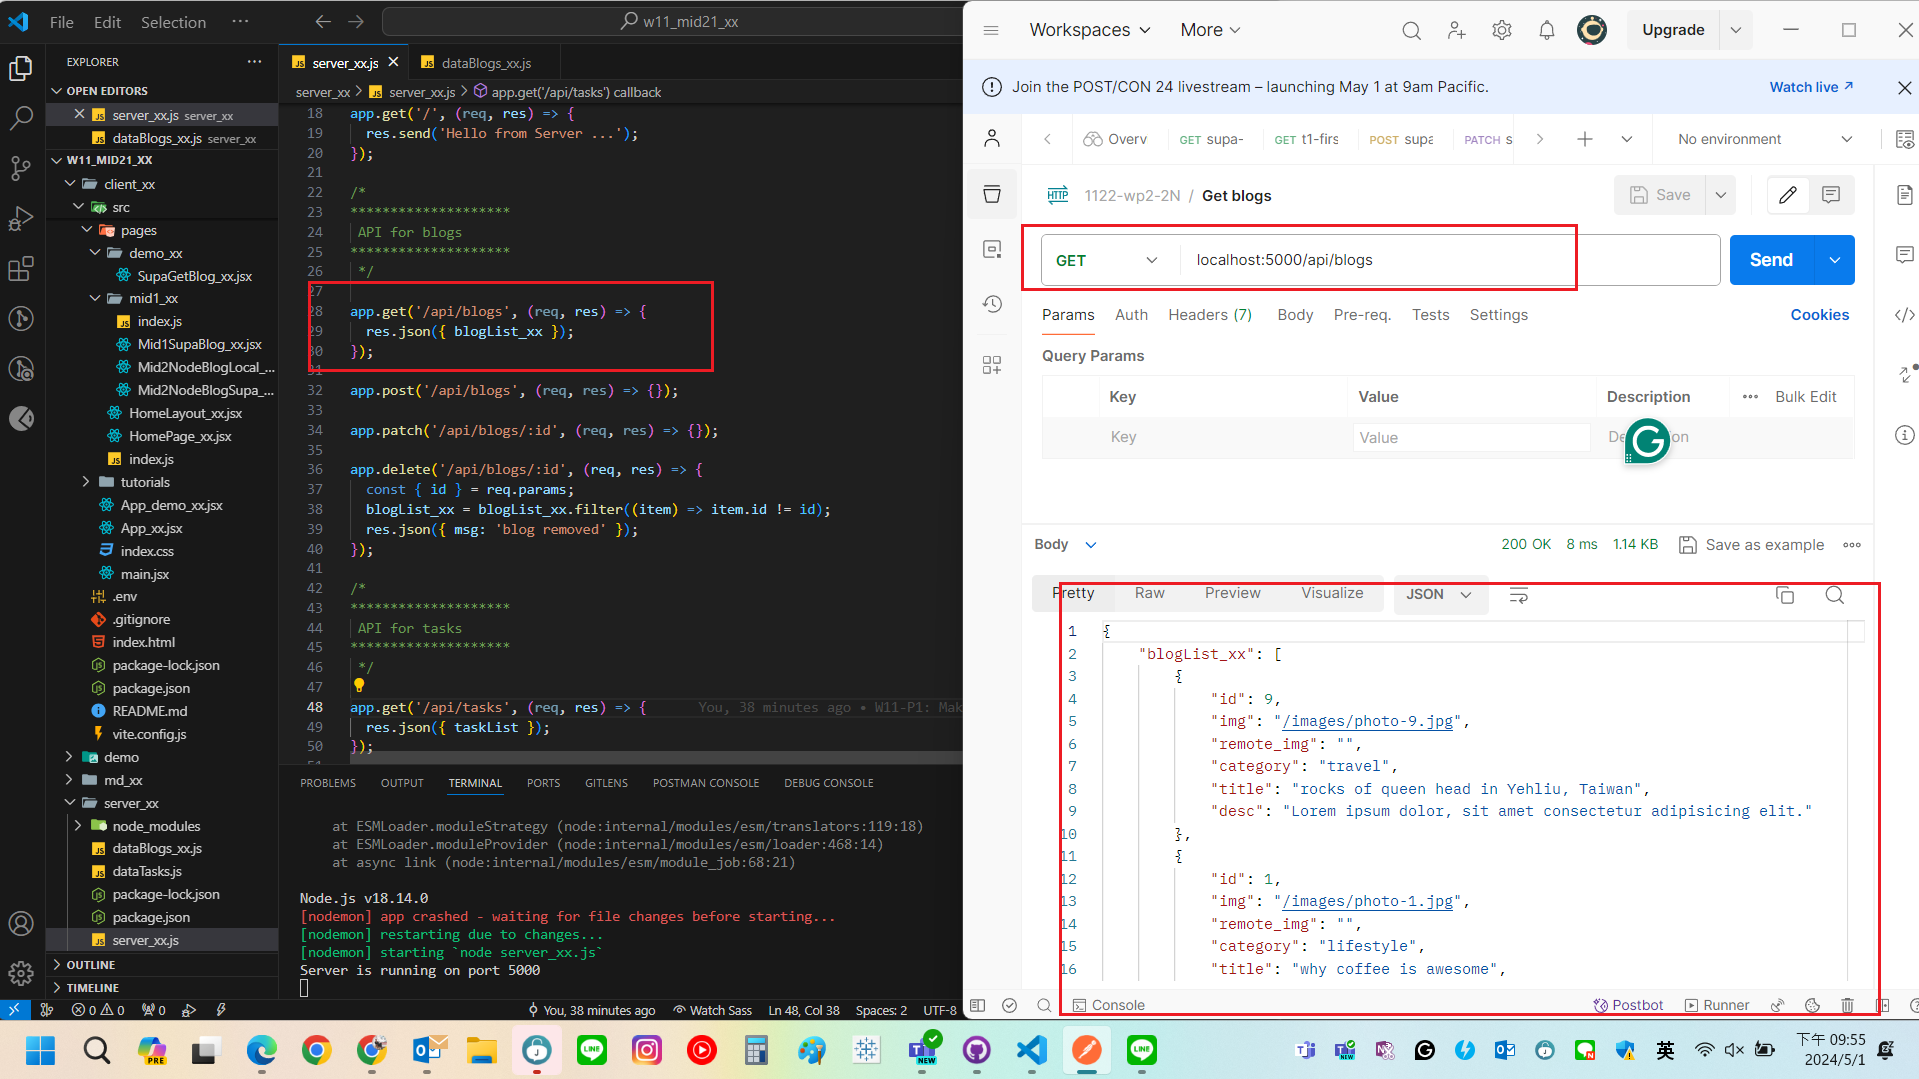 File Edit Selection ···
w11_mid21_xx
EXPLORER
OPEN EDITORS
server_xx.js server_xx
dataBlogs_xx.js server_xx
W11_MID21_XX
client_xx
src
pages
demo_xx
SupaGetBlog_xx.jsx
mid1_xx
index.js
Mid1SupaBlog_xx.jsx
Mid2NodeBlogLocal_...
Mid2NodeBlogSupa_...
HomeLayout_xx.jsx
HomePage_xx.jsx
index.js
tutorials
App_demo_xx.jsx
App_xx.jsx
index.css
main.jsx
.env
.gitignore
index.html
package-lock.json
package.json
README.md
vite.config.js
demo
md_xx
server_xx
node_modules
dataBlogs_xx.js
dataTasks.js
package-lock.json
package.json
server_xx.js
OUTLINE
TIMELINE
server_xx.js dataBlogs_xx.js
server_xx > server_xx.js > app.get('/api/tasks') callback
18 app.get('/', (req, res) => {
19 res.send('Hello from Server ...');
20 });
21
22 /*
23 ********************
24 API for blogs
25 ********************
26 */
27
28 app.get('/api/blogs', (req, res) => {
29 res.json({ blogList_xx });
30 });
31
32 app.post('/api/blogs', (req, res) => {});
33
34 app.patch('/api/blogs/:id', (req, res) => {});
35
36 app.delete('/api/blogs/:id', (req, res) => {
37 const { id } = req.params;
38 blogList_xx = blogList_xx.filter((item) => item.id != id);
39 res.json({ msg: 'blog removed' });
40 });
41
42 /*
43 ********************
44 API for tasks
45 ********************
46 */
47
48 app.get('/api/tasks', (req, res) => { You, 38 minutes ago • W11-P1: Mak
49 res.json({ taskList });
50 });
51
PROBLEMS OUTPUT TERMINAL PORTS GITLENS POSTMAN CONSOLE DEBUG CONSOLE
at ESMLoader.moduleStrategy (node:internal/modules/esm/translators:119:18)
at ESMLoader.moduleProvider (node:internal/modules/esm/loader:468:14)
at async link (node:internal/modules/esm/module_job:68:21)
Node.js v18.14.0
[nodemon] app crashed - waiting for file changes before starting...
[nodemon] restarting due to changes...
[nodemon] starting `node server_xx.js`
Server is running on port 5000
0 0 0 You, 38 minutes ago Watch Sass Ln 48, Col 38 Spaces: 2 UTF-8
Workspaces More Upgrade
Join the POST/CON 24 livestream – launching May 1 at 9am Pacific. Watch live
Overv GET supa- GET t1-firs POST supa PATCH s No environment
HTTP 1122-wp2-2N / Get blogs Save
GET localhost:5000/api/blogs Send
Params Auth Headers (7) Body Pre-req. Tests Settings Cookies
Query Params
Key Value Description ··· Bulk Edit
Key Value
G
Body 200 OK 8 ms 1.14 KB Save as example
Pretty Raw Preview Visualize JSON
1 {
2 "blogList_xx": [
3 {
4 "id": 9,
5 "img": "/images/photo-9.jpg",
6 "remote_img": "",
7 "category": "travel",
8 "title": "rocks of queen head in Yehliu, Taiwan",
9 "desc": "Lorem ipsum dolor, sit amet consectetur adipisicing elit."
10 },
11 {
12 "id": 1,
13 "img": "/images/photo-1.jpg",
14 "remote_img": "",
15 "category": "lifestyle",
16 "title": "why coffee is awesome",
Console Postbot Runner
PRE LINE NEW LINE
英 下午 09:55
2024/5/1